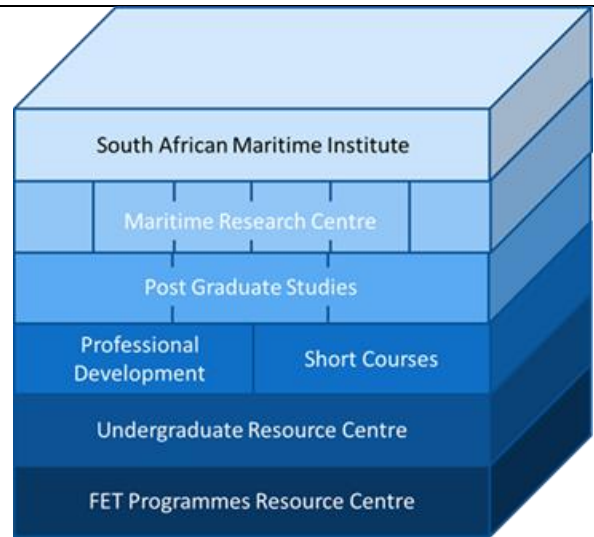 South African Maritime Institute
Maritime Research Centre
Post Graduate Studies
Professional
Development
Short Courses
Undergraduate Resource Centre
FET Programmes Resource Centre